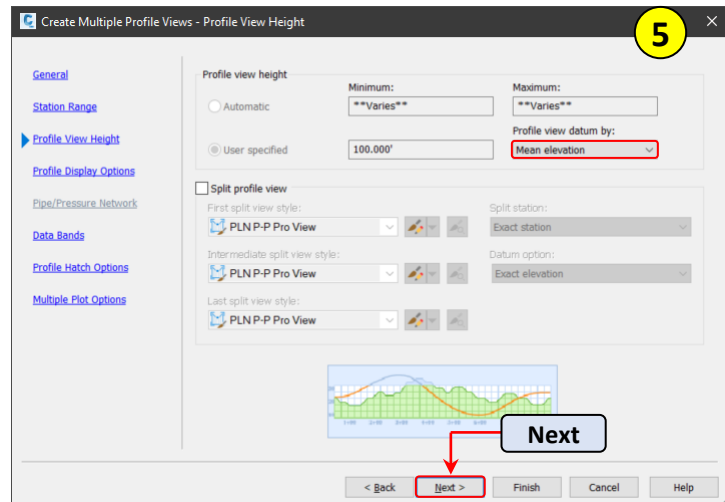 Create Multiple Profile Views - Profile View Height
5
General
Station Range
Profile View Height
Profile Display Options
Pipe/Pressure Network
Data Bands
Profile Hatch Options
Multiple Plot Options
Profile view height
Minimum:
Maximum:
Automatic
**Varies**
**Varies**
Profile view datum by:
User specified
100.000'
Mean elevation
Split profile view
First split view style:
Split station:
PLN P-P Pro View
Exact station
Intermediate split view style:
Datum option:
PLN P-P Pro View
Exact elevation
Last split view style:
PLN P-P Pro View
Next
< Back
Next >
Finish
Cancel
Help